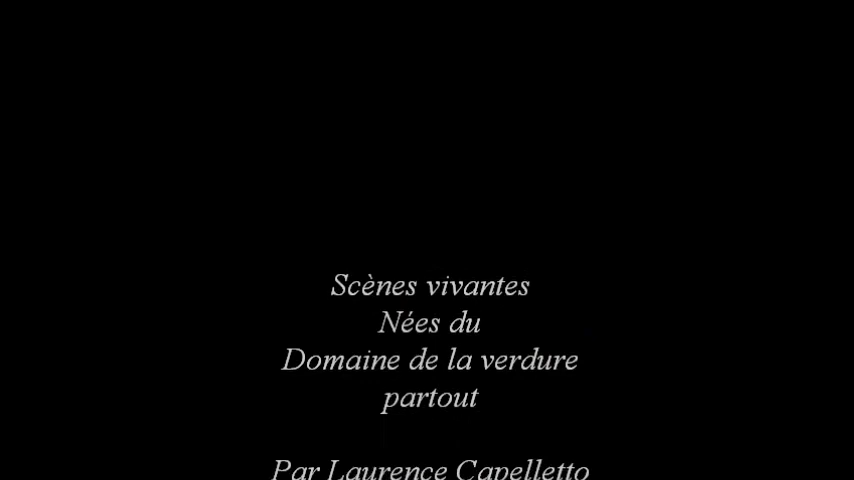 Scènes vivantes
Nées du
Domaine de la verdure
partout
Par Laurence Capelletto